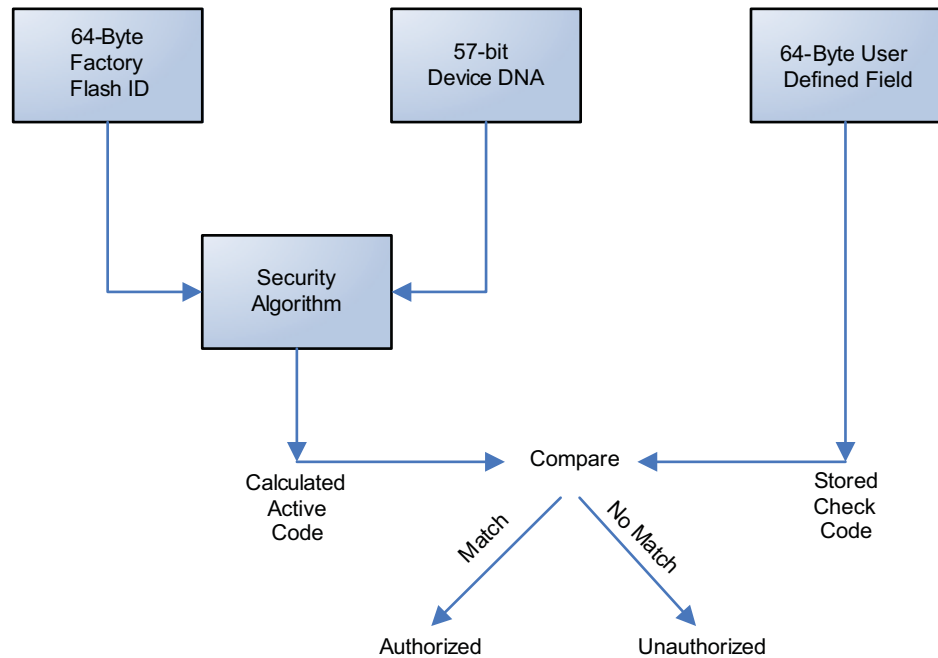 64-Byte
Factory
Flash ID
57-bit
Device DNA
64-Byte User
Defined Field
Security
Algorithm
Compare
Calculated
Active
Code
Stored
Check
Code
Match
No Match
Authorized
Unauthorized